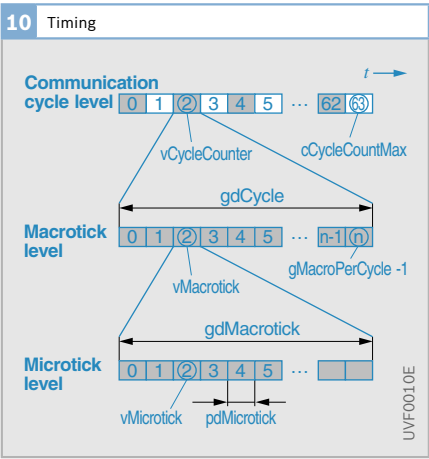 10 Timing
t
Communication
cycle level 0 1 2 3 4 5 ... 62 63
vCycleCounter
cCycleCountMax
gdCycle
Macrotick
level
0 1 2 3 4 5 ... n-1 n
gMacroPerCycle -1
vMacrotick
gdMacrotick
Microtick
level
0 1 2 3 4 5 ...
vMicrotick pdMicrotick
UVF0010E